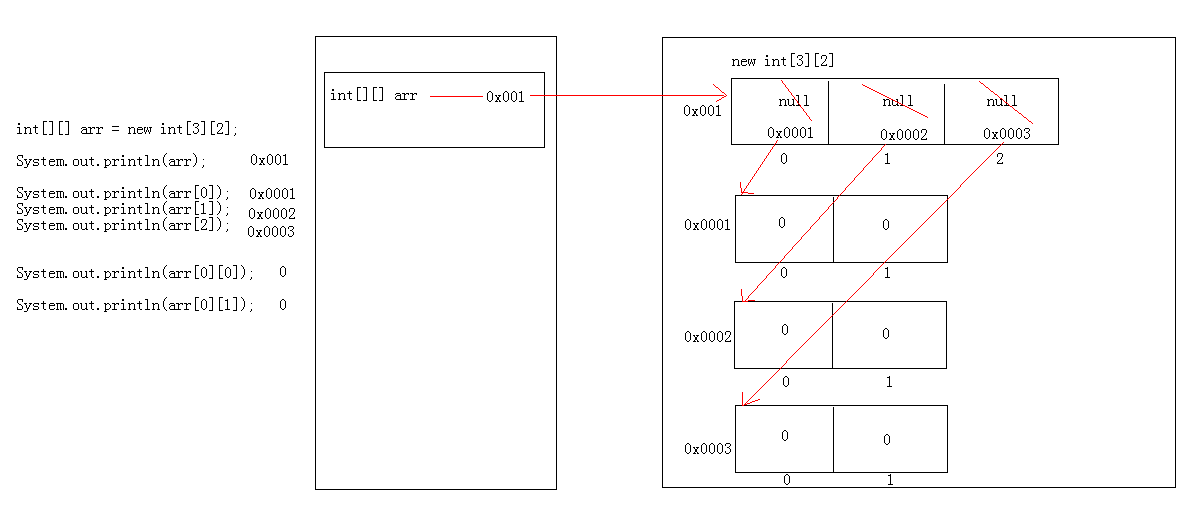 int[][] arr = new int[3][2];
System.out.println(arr); 0x001
System.out.println(arr[0]); 0x0001
System.out.println(arr[1]); 0x0002
System.out.println(arr[2]); 0x0003
System.out.println(arr[0][0]); 0
System.out.println(arr[0][1]); 0
int[][] arr 0x001
new int[3][2]
0x001
null null null
0x0001 0x0002 0x0003
0 1 2
0x0001
0 0
0 1
0x0002
0 0
0 1
0x0003
0 0
0 1